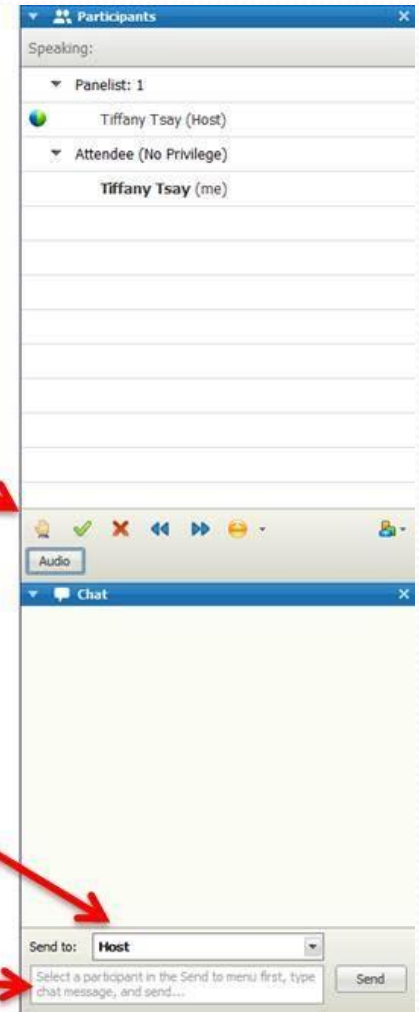 Participants
Speaking:
Panelist: 1
Tiffany Tsay (Host)
Attendee (No Privilege)
Tiffany Tsay (me)
Audio
Chat
Send to: Host
Select a participant in the Send to menu first, type
chat message, and send...
Send